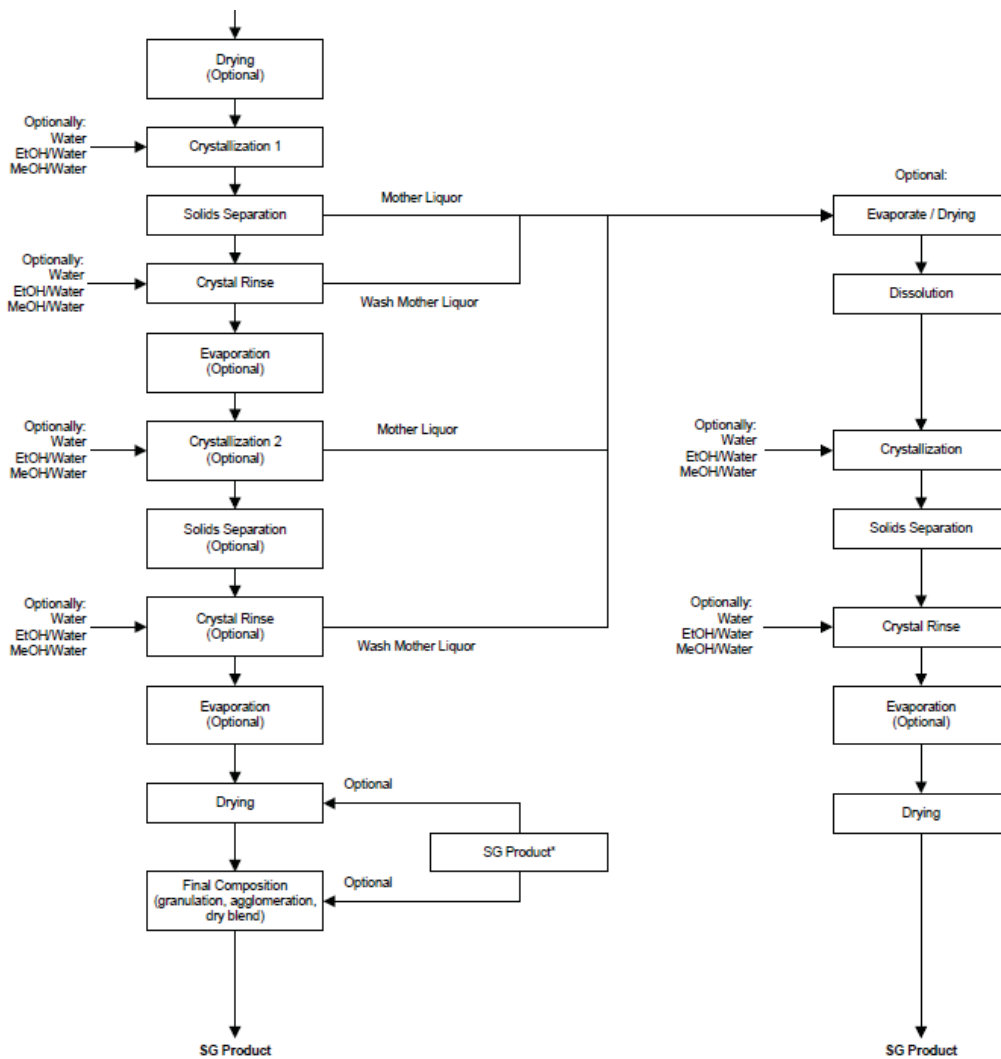 Drying
(Optional)
Optionally:
Water
EtOH/Water
MeOH/Water
Crystallization 1
Solids Separation
Mother Liquor
Optionally:
Water
EtOH/Water
MeOH/Water
Crystal Rinse
Wash Mother Liquor
Evaporation
(Optional)
Optionally:
Water
EtOH/Water
MeOH/Water
Crystallization 2
(Optional)
Mother Liquor
Solids Separation
(Optional)
Optionally:
Water
EtOH/Water
MeOH/Water
Crystal Rinse
(Optional)
Wash Mother Liquor
Evaporation
(Optional)
Drying
Optional
SG Product*
Final Composition
(granulation, agglomeration,
dry blend)
Optional
SG Product
Optional:
Evaporate / Drying
Dissolution
Optionally:
Water
EtOH/Water
MeOH/Water
Crystallization
Solids Separation
Optionally:
Water
EtOH/Water
MeOH/Water
Crystal Rinse
Evaporation
(Optional)
Drying
SG Product